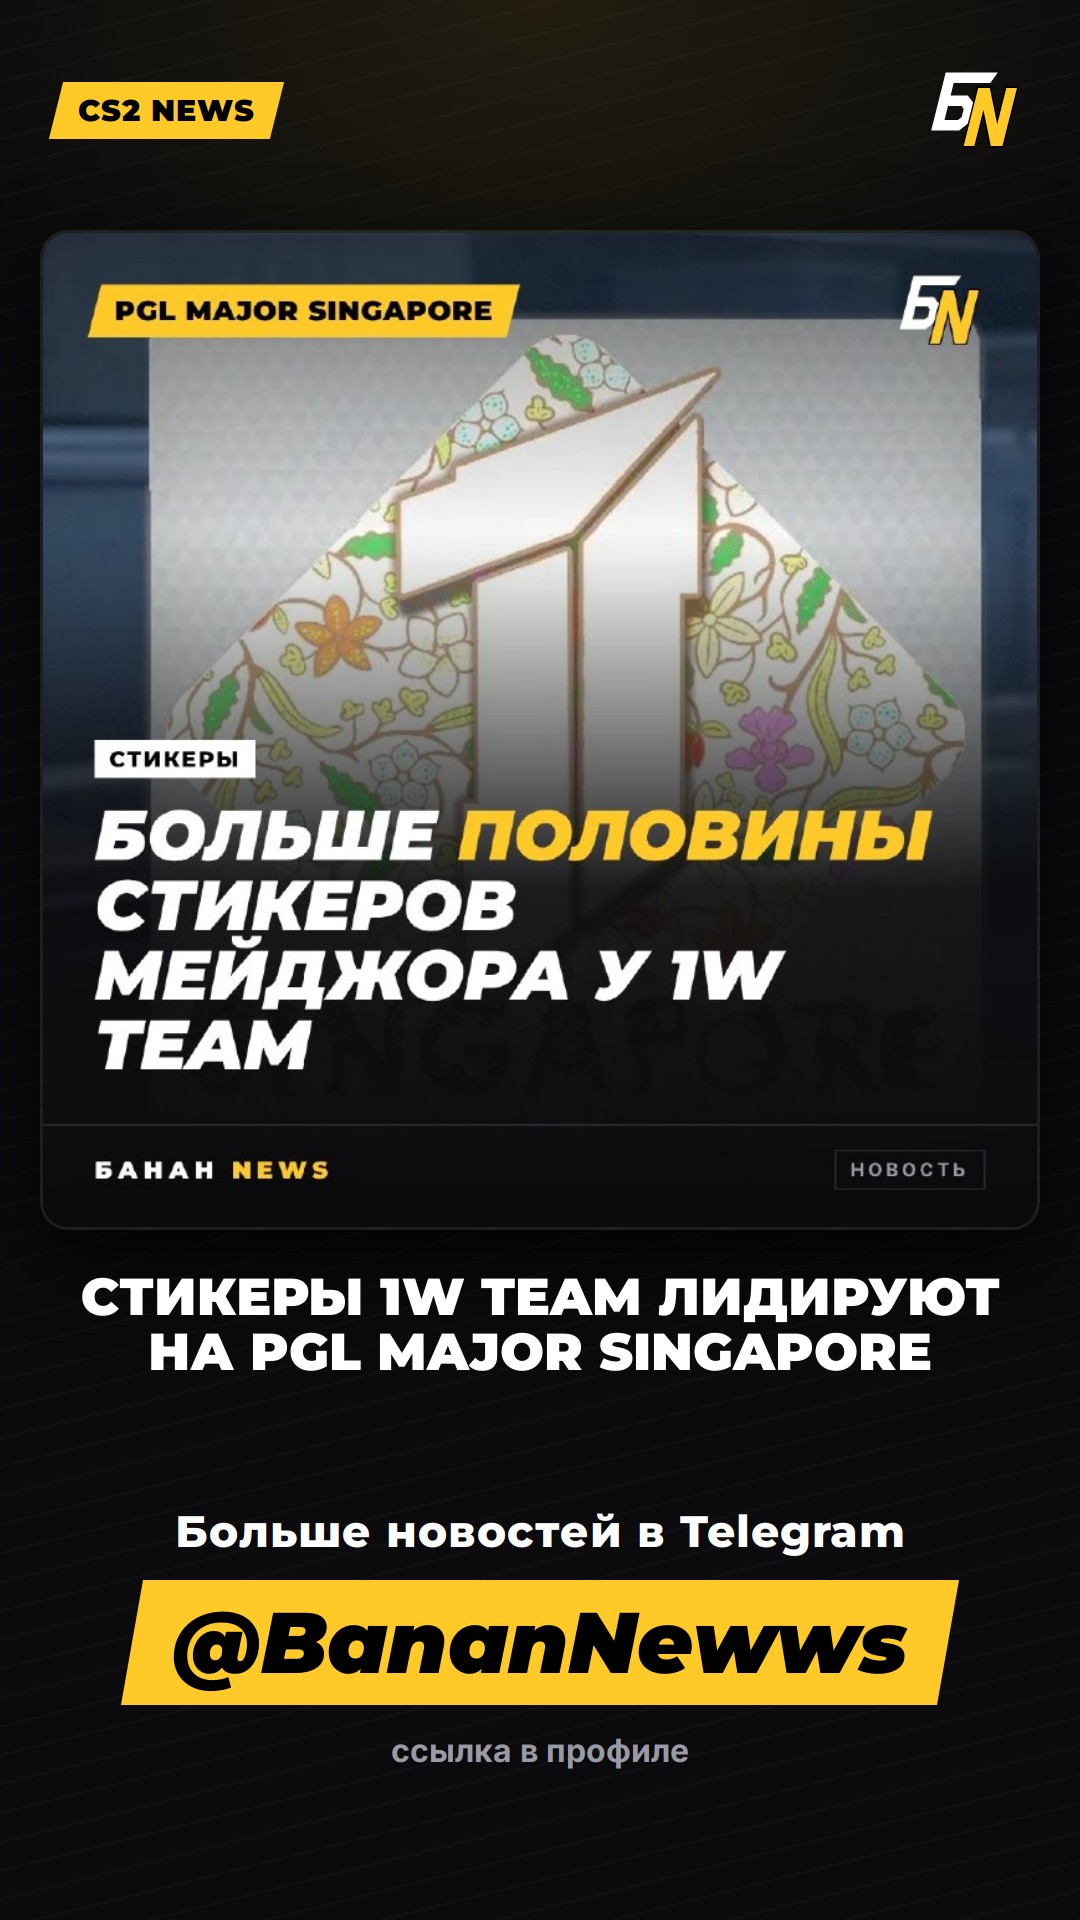 CS2 NEWS
БN
PGL MAJOR SINGAPORE
БN
СТИКЕРЫ
БОЛЬШЕ ПОЛОВИНЫ
СТИКЕРОВ
МЕЙДЖОРА У 1W
TEAM
SINGAPORE
БАНАН NEWS
НОВОСТЬ
СТИКЕРЫ 1W TEAM ЛИДИРУЮТ
НА PGL MAJOR SINGAPORE
Больше новостей в Telegram
@BananNewws
ссылка в профиле